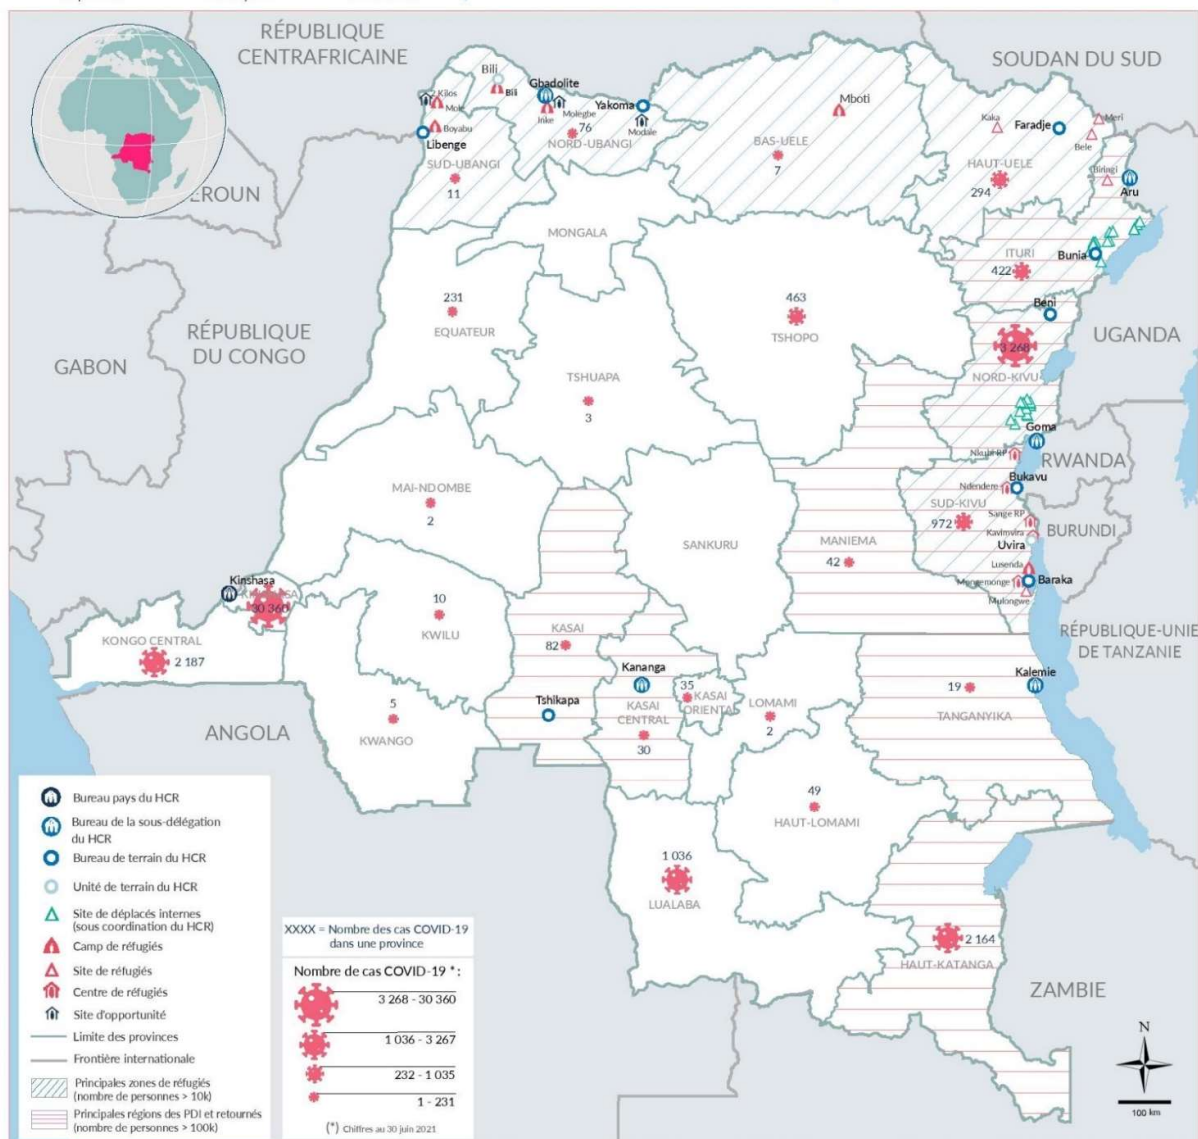 RÉPUBLIQUE
CENTRAFRICAINE
SOUDAN DU SUD
Bili
Bili
Gbadolite
Molegbe
Inke
76
NORD-UBANGI
Yakoma
Modale
2 Kilos
Mole
Boyabu
Libenge
SUD-UBANGI
11
Mboti
BAS-UELE
7
Kaka
Faradje
Meri
Bele
HAUT-UELE
294
Biringi
Aru
EROUN
MONGALA
ITURI
422
Bunia
Beni
231
EQUATEUR
463
TSHOPO
3 268
NORD-KIVU
UGANDA
RÉPUBLIQUE
DU CONGO
GABON
TSHUAPA
3
Goma
Nkubi RP
RWANDA
Bukavu
Ndendere
SUD-KIVU
972
Sange RP
Kavimvira
Uvira
BURUNDI
MAI-NDOMBE
2
SANKURU
MANIEMA
42
Lusenda
Mongemonge
Baraka
Mulongwe
Kinshasa
KINSHASA
30 360
10
KWILU
KONGO CENTRAL
2 187
KASAI
82
RÉPUBLIQUE-UNIE
DE TANZANIE
Kananga
35
KASAI
ORIENTAL
Kalemie
19
TANGANYIKA
Tshikapa
KASAI
CENTRAL
30
LOMAMI
2
5
KWANGO
ANGOLA
49
HAUT-LOMAMI
1 036
LUALABA
2 164
HAUT-KATANGA
ZAMBIE
Bureau pays du HCR
Bureau de la sous-délégation
du HCR
Bureau de terrain du HCR
Unité de terrain du HCR
Site de déplacés internes
(sous coordination du HCR)
Camp de réfugiés
Site de réfugiés
Centre de réfugiés
Site d'opportunité
Limite des provinces
Frontière internationale
Principales zones de réfugiés
(nombre de personnes > 10k)
Principales régions des PDI et retournés
(nombre de personnes > 100k)
XXXX = Nombre des cas COVID-19
dans une province
Nombre de cas COVID-19 * :
3 268 - 30 360
1 036 - 3 267
232 - 1 035
1 - 231
(*) Chiffres au 30 juin 2021
N
100 km